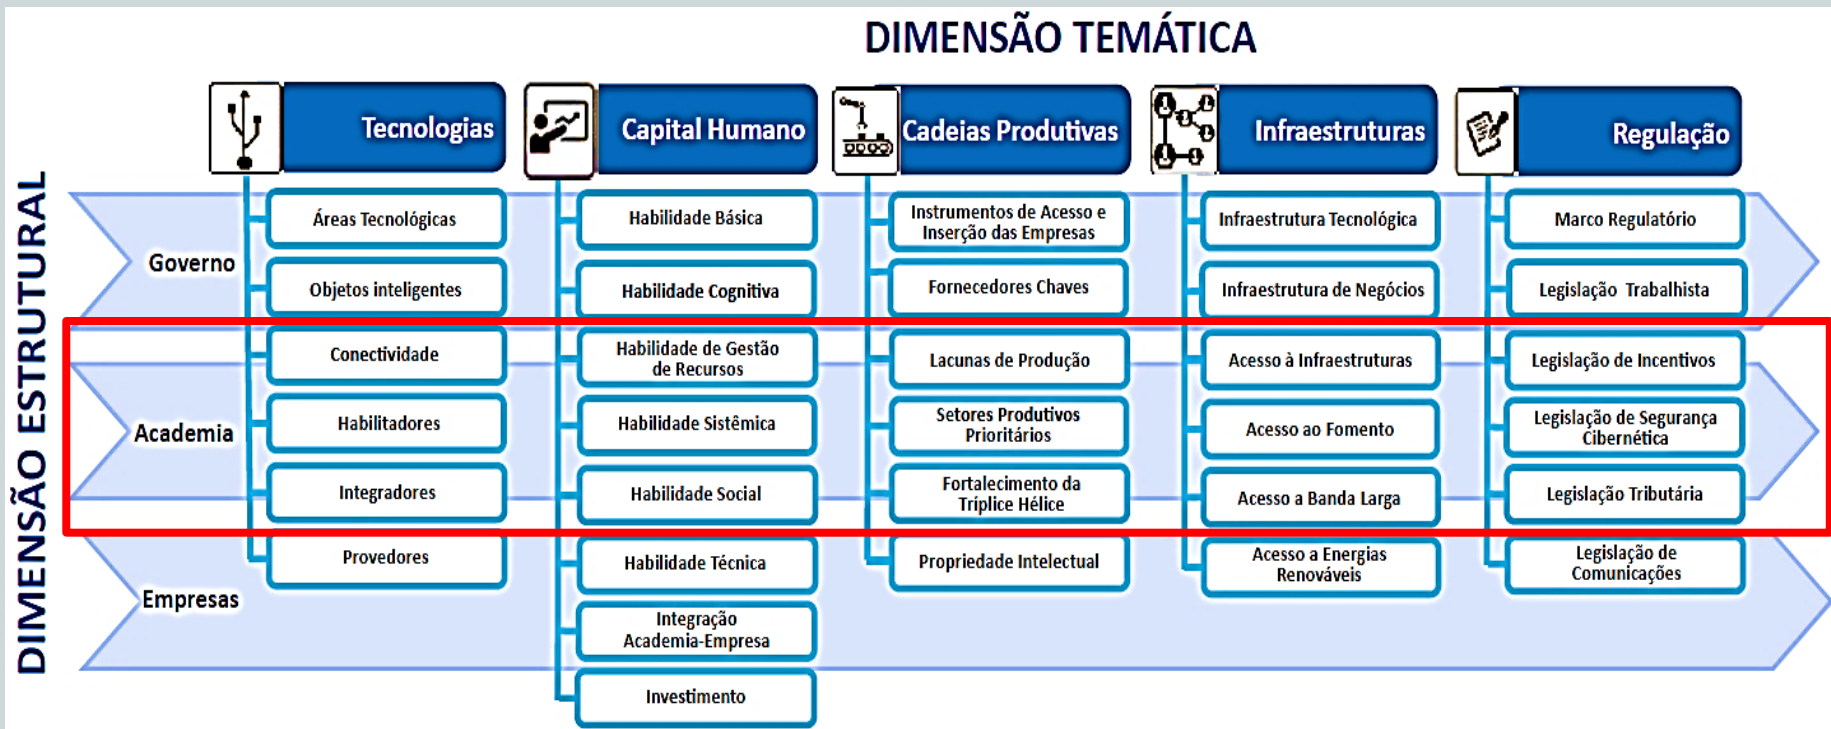 DIMENSÃO TEMÁTICA
DIMENSÃO ESTRUTURAL
Tecnologias
Capital Humano
Cadeias Produtivas
Infraestruturas
Regulação
Governo
Academia
Empresas
Áreas Tecnológicas
Objetos inteligentes
Conectividade
Habilitadores
Integradores
Provedores
Habilidade Básica
Habilidade Cognitiva
Habilidade de Gestão
de Recursos
Habilidade Sistêmica
Habilidade Social
Habilidade Técnica
Integração
Academia-Empresa
Investimento
Instrumentos de Acesso e
Inserção das Empresas
Fornecedores Chaves
Lacunas de Produção
Setores Produtivos
Prioritários
Fortalecimento da
Tríplice Hélice
Propriedade Intelectual
Infraestrutura Tecnológica
Infraestrutura de Negócios
Acesso à Infraestruturas
Acesso ao Fomento
Acesso a Banda Larga
Acesso a Energias
Renováveis
Marco Regulatório
Legislação Trabalhista
Legislação de Incentivos
Legislação de Segurança
Cibernética
Legislação Tributária
Legislação de
Comunicações